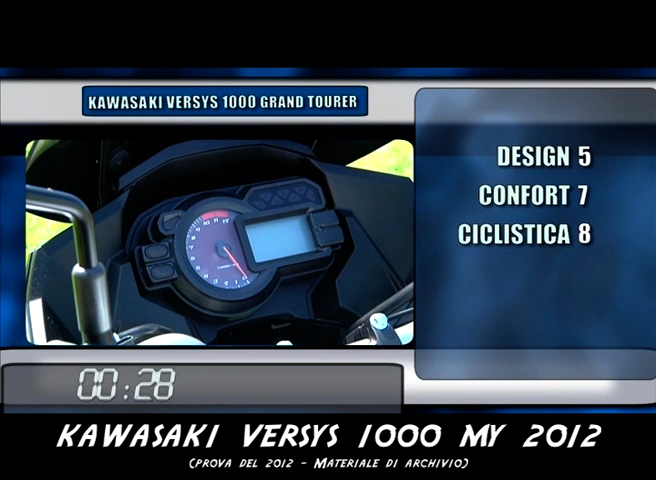 KAWASAKI VERSYS 1000 GRAND TOURER
DESIGN 5
CONFORT 7
CICLISTICA 8
00:28
KAWASAKI VERSYS 1000 MY 2012
(PROVA DEL 2012 - MATERIALE DI ARCHIVIO)